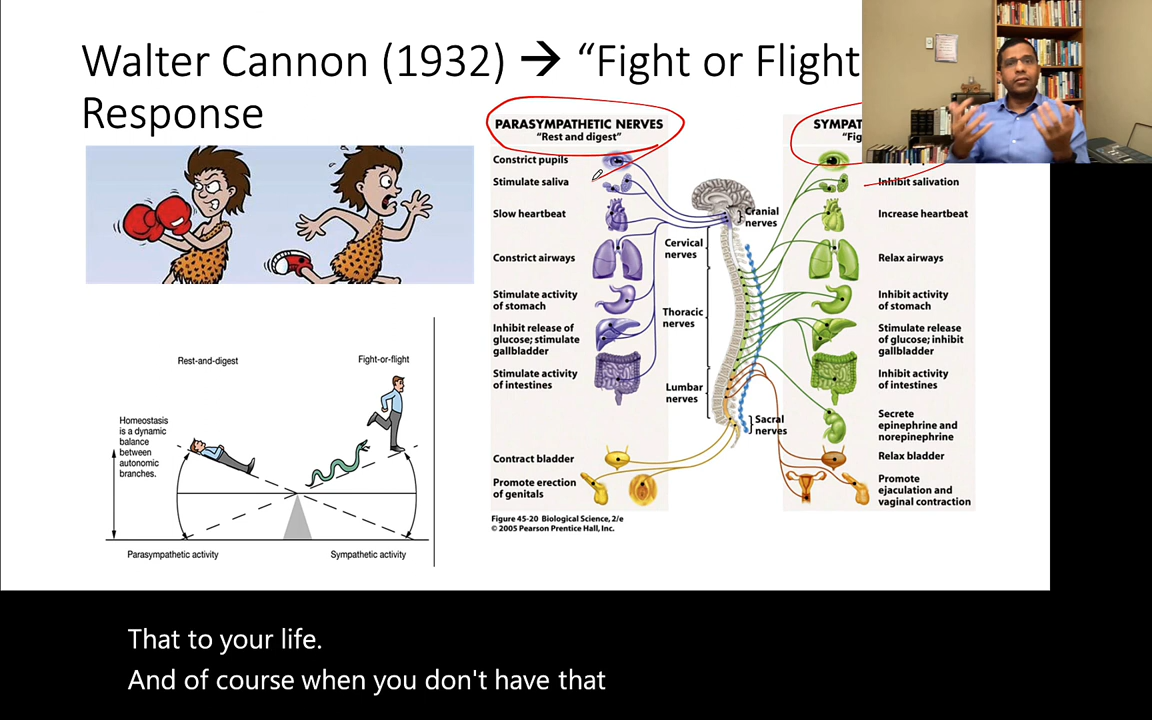 Walter Cannon (1932) → “Fight or Flight
Response
PARASYMPATHETIC NERVES
“Rest and digest”
Constrict pupils
Stimulate saliva
Slow heartbeat
Constrict airways
Stimulate activity
of stomach
Inhibit release of
glucose; stimulate
gallbladder
Stimulate activity
of intestines
Contract bladder
Promote erection
of genitals
Cranial
nerves
Cervical
nerves
Thoracic
nerves
Lumbar
nerves
Sacral
nerves
SYMPAT
“Fig
Inhibit salivation
Increase heartbeat
Relax airways
Inhibit activity
of stomach
Stimulate release
of glucose; inhibit
gallbladder
Inhibit activity
of intestines
Secrete
epinephrine and
norepinephrine
Relax bladder
Promote
ejaculation and
vaginal contraction
Figure 45-20 Biological Science, 2/e
© 2005 Pearson Prentice Hall, Inc.
Rest-and-digest
Fight-or-flight
Homeostasis
is a dynamic
balance
between
autonomic
branches.
Parasympathetic activity
Sympathetic activity
That to your life.
And of course when you don't have that